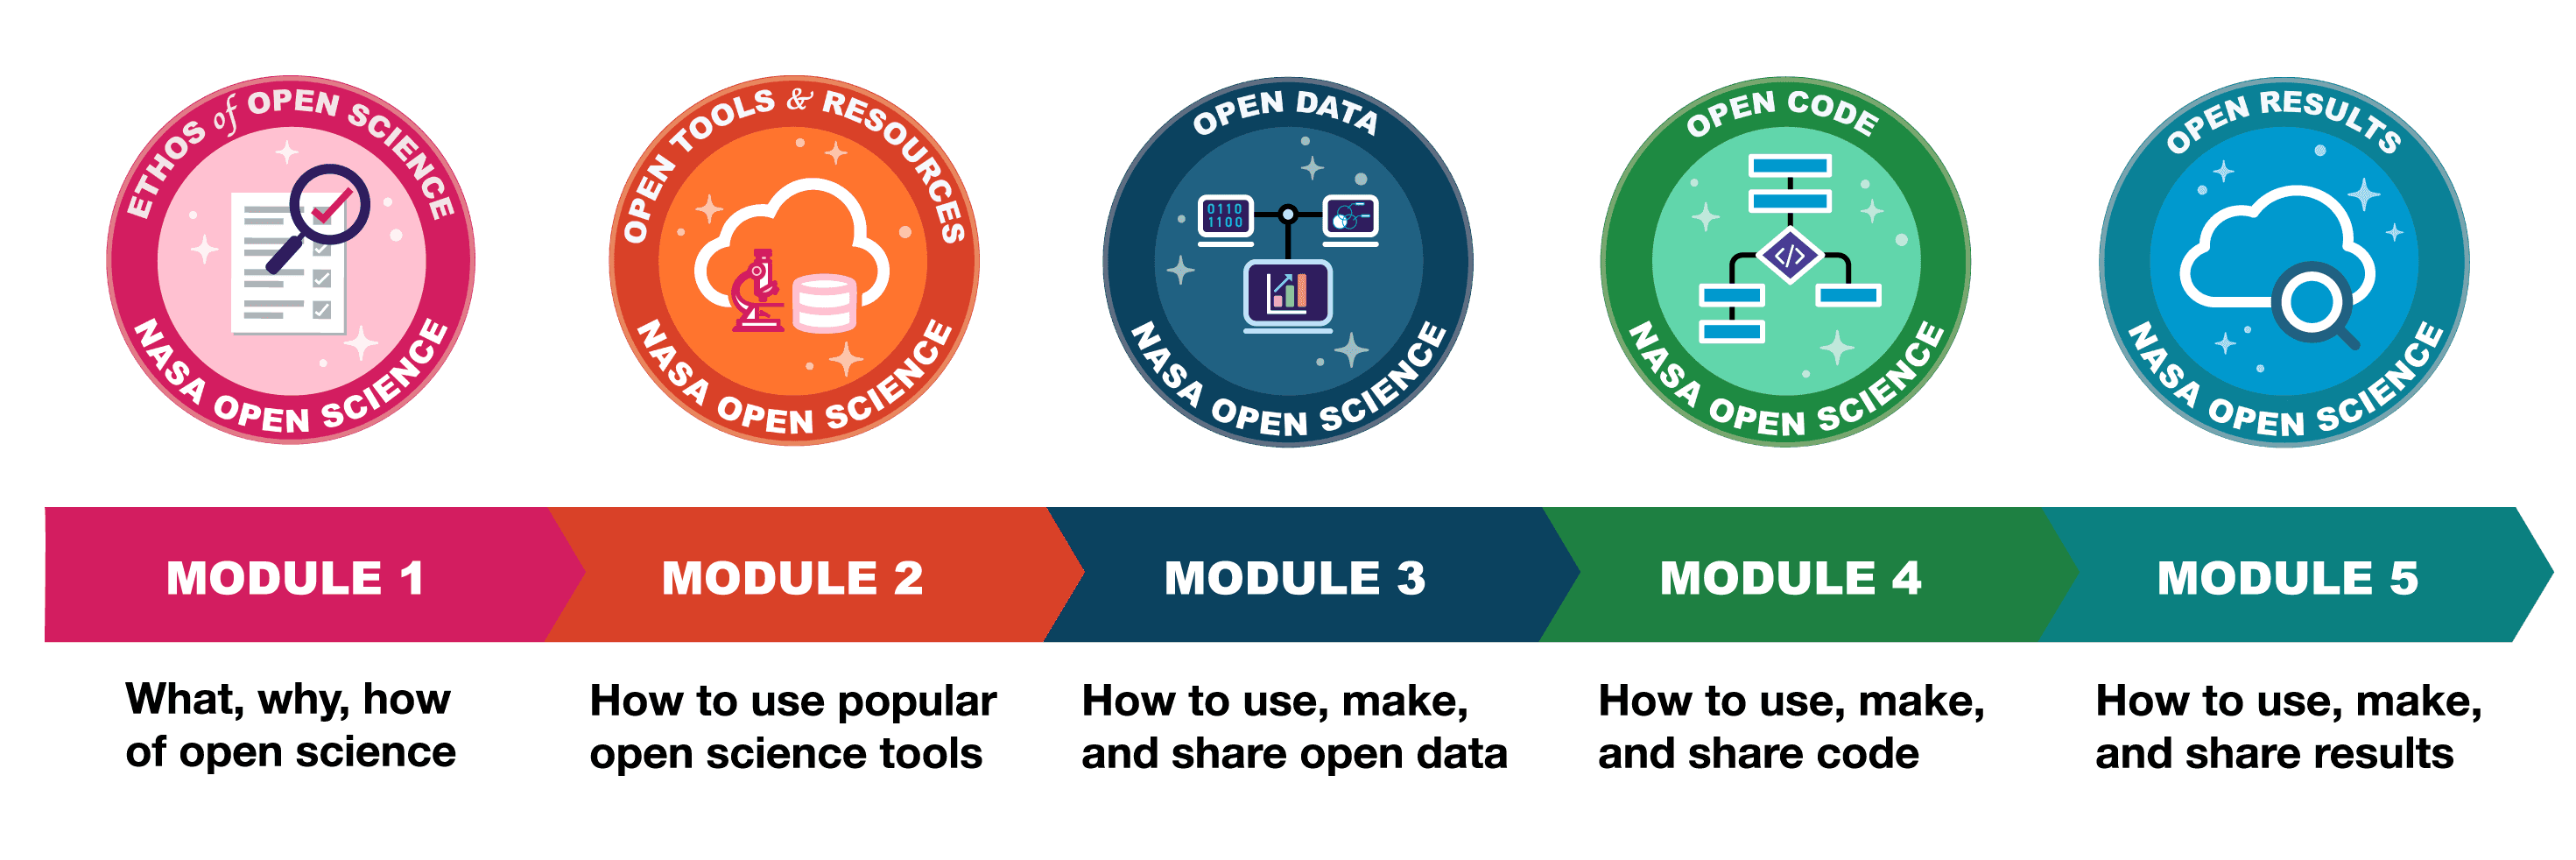 ETHOS of OPEN SCIENCE
NASA OPEN SCIENCE
OPEN TOOLS & RESOURCES
NASA OPEN SCIENCE
OPEN DATA
0110
1100
NASA OPEN SCIENCE
OPEN CODE
</>
NASA OPEN SCIENCE
OPEN RESULTS
NASA OPEN SCIENCE
MODULE 1
MODULE 2
MODULE 3
MODULE 4
MODULE 5
What, why, how
of open science
How to use popular
open science tools
How to use, make,
and share open data
How to use, make,
and share code
How to use, make,
and share results